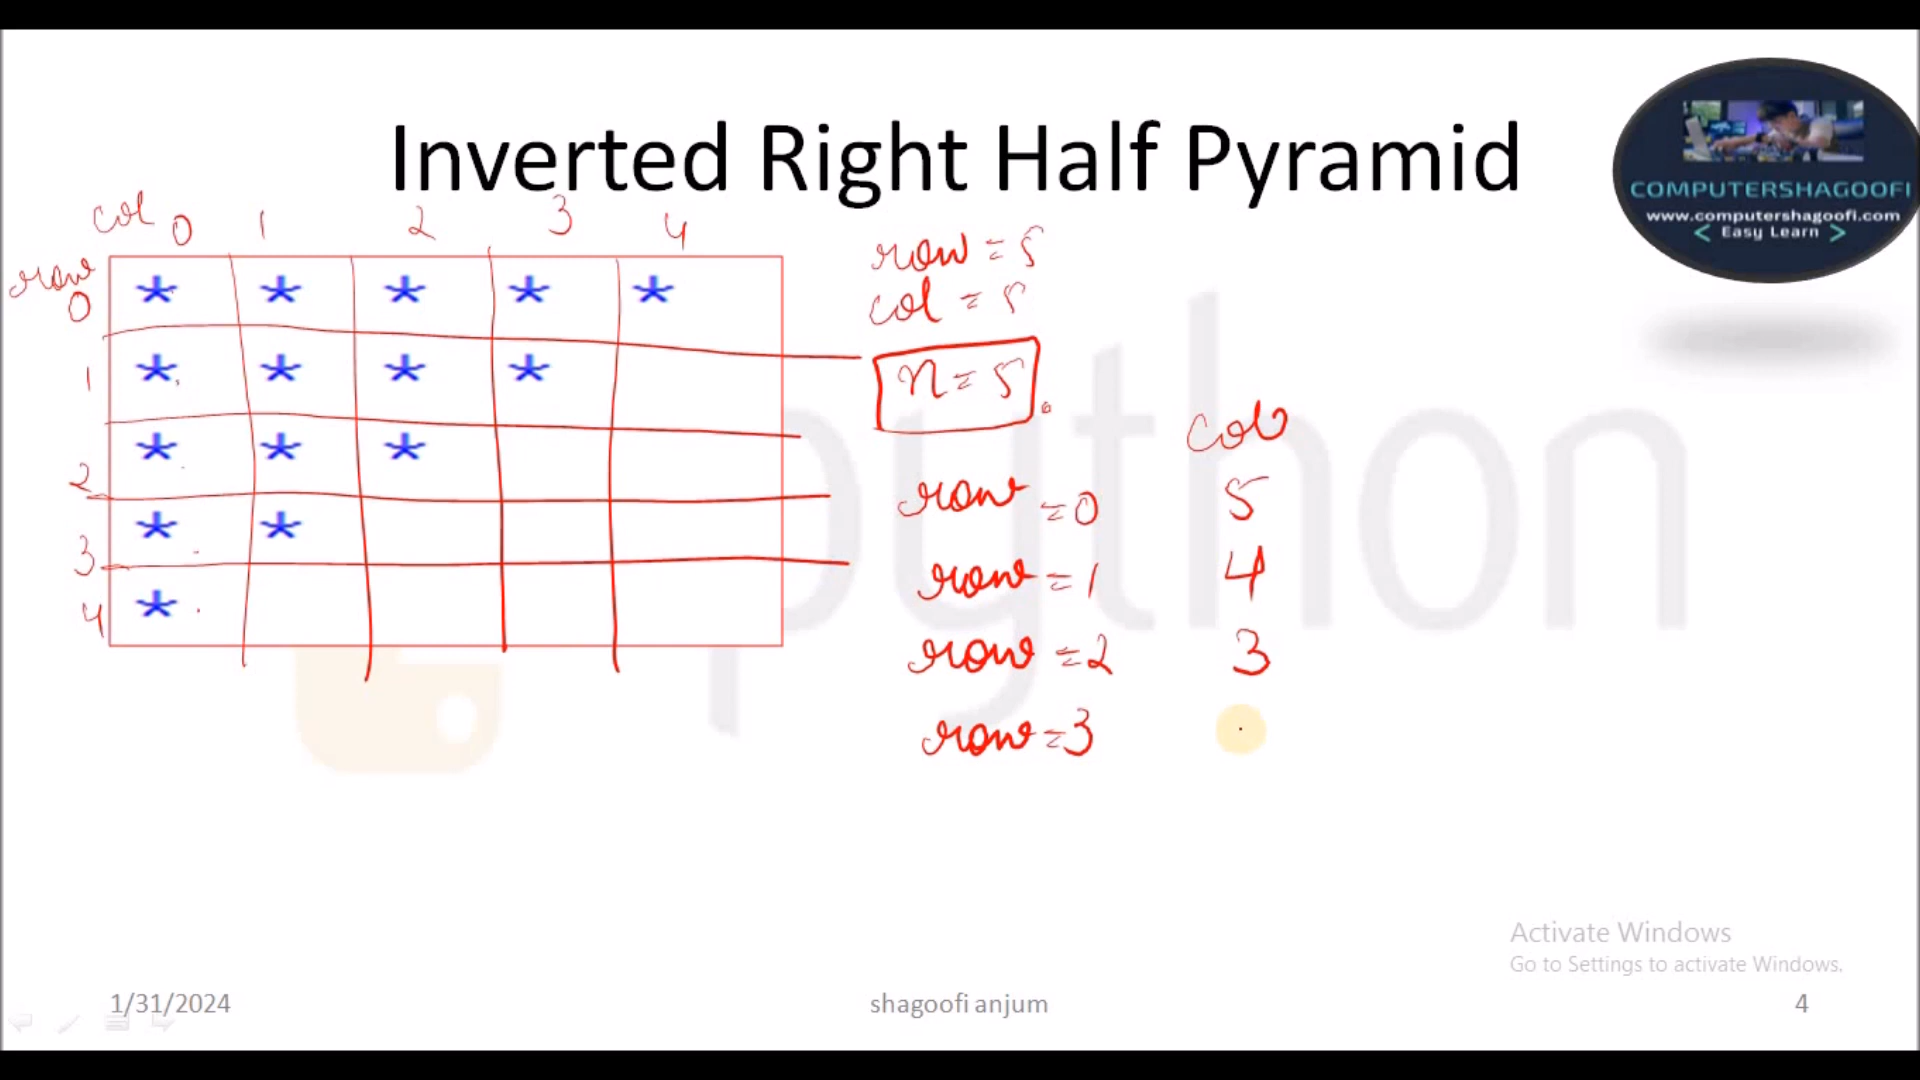 Inverted Right Half Pyramid
COMPUTERSHAGOOFI
www.computershagoofi.com
< Easy Learn >
col 0 1 2 3 4
row
0 * * * * *
1 * * * *
2 * * *
3 * *
4 *
row = 5
col = 5
n = 5
col
row = 0 5
row = 1 4
row = 2 3
row = 3
python
Activate Windows
Go to Settings to activate Windows.
1/31/2024 shagoofi anjum 4